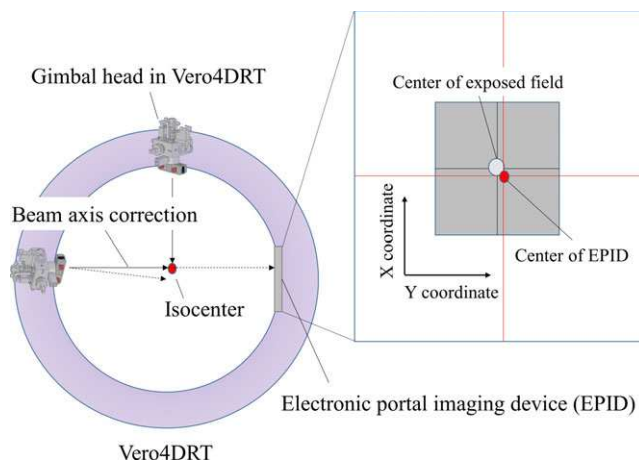 Gimbal head in Vero4DRT
Beam axis correction
Isocenter
Electronic portal imaging device (EPID)
Vero4DRT
Center of exposed field
X coordinate
Y coordinate
Center of EPID